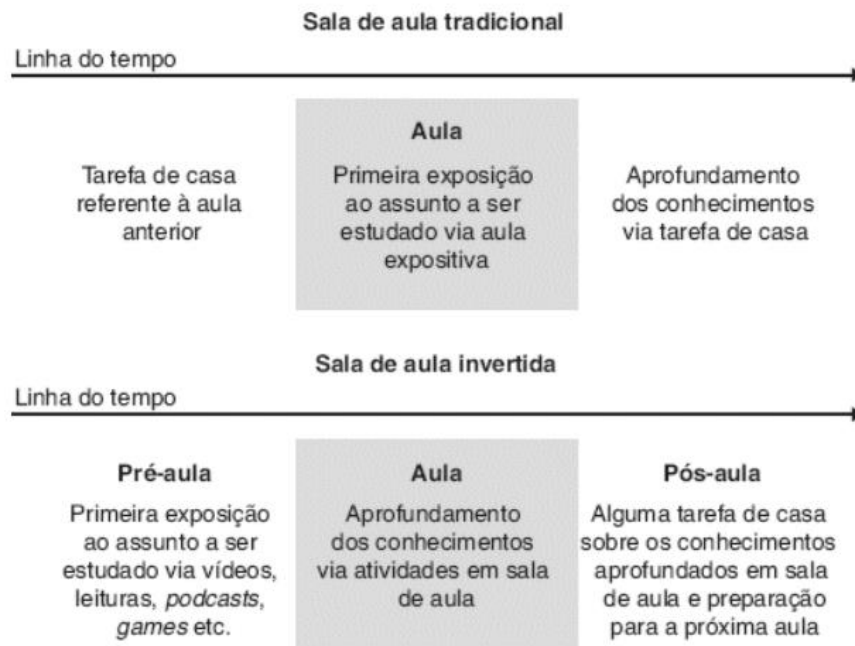 Sala de aula tradicional
Linha do tempo
Tarefa de casa
referente à aula
anterior
Aula
Primeira exposição
ao assunto a ser
estudado via aula
expositiva
Aprofundamento
dos conhecimentos
via tarefa de casa
Sala de aula invertida
Linha do tempo
Pré-aula
Primeira exposição
ao assunto a ser
estudado via vídeos,
leituras, podcasts,
games etc.
Aula
Aprofundamento
dos conhecimentos
via atividades em sala
de aula
Pós-aula
Alguma tarefa de casa
sobre os conhecimentos
aprofundados em sala
de aula e preparação
para a próxima aula